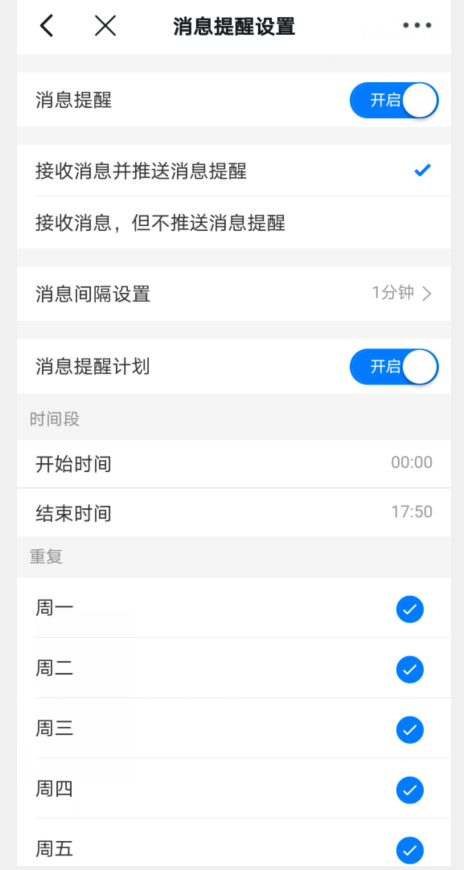 消息提醒设置
消息提醒
开启
接收消息并推送消息提醒
接收消息，但不推送消息提醒
消息间隔设置
1分钟
消息提醒计划
开启
时间段
开始时间
00:00
结束时间
17:50
重复
周一
周二
周三
周四
周五